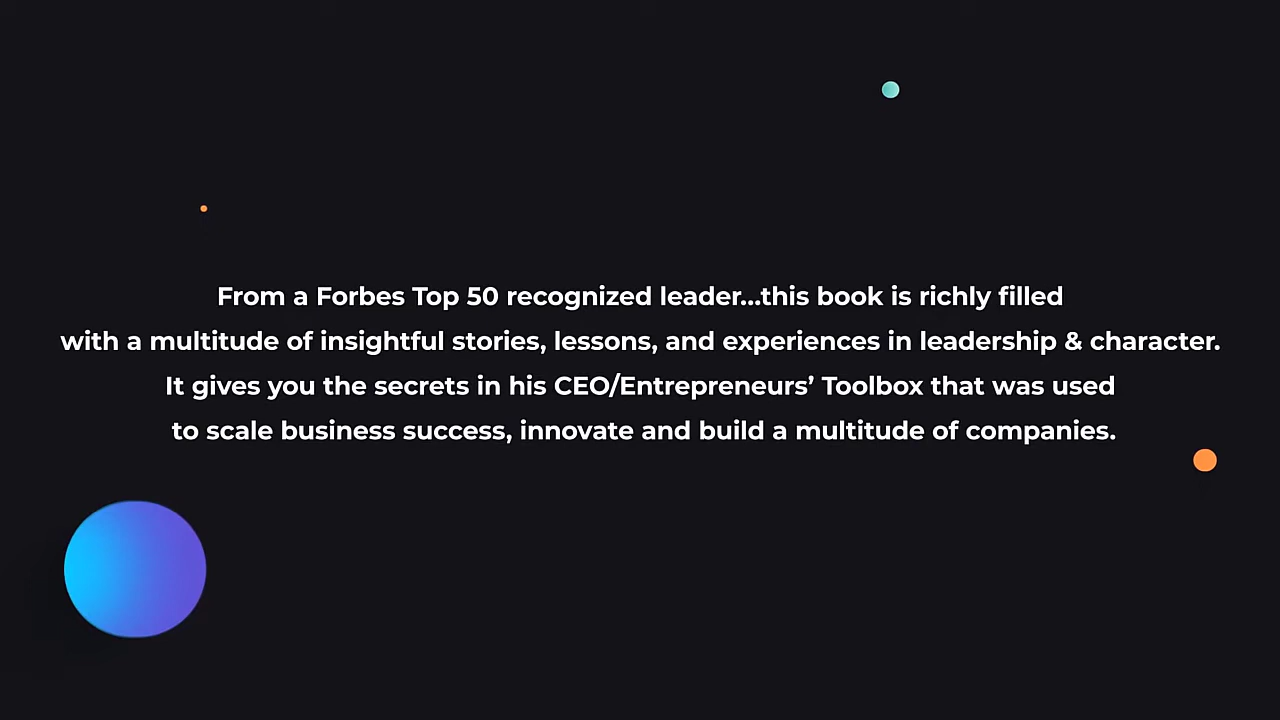 From a Forbes Top 50 recognized leader...this book is richly filled
with a multitude of insightful stories, lessons, and experiences in leadership & character.
It gives you the secrets in his CEO/Entrepreneurs’ Toolbox that was used
to scale business success, innovate and build a multitude of companies.